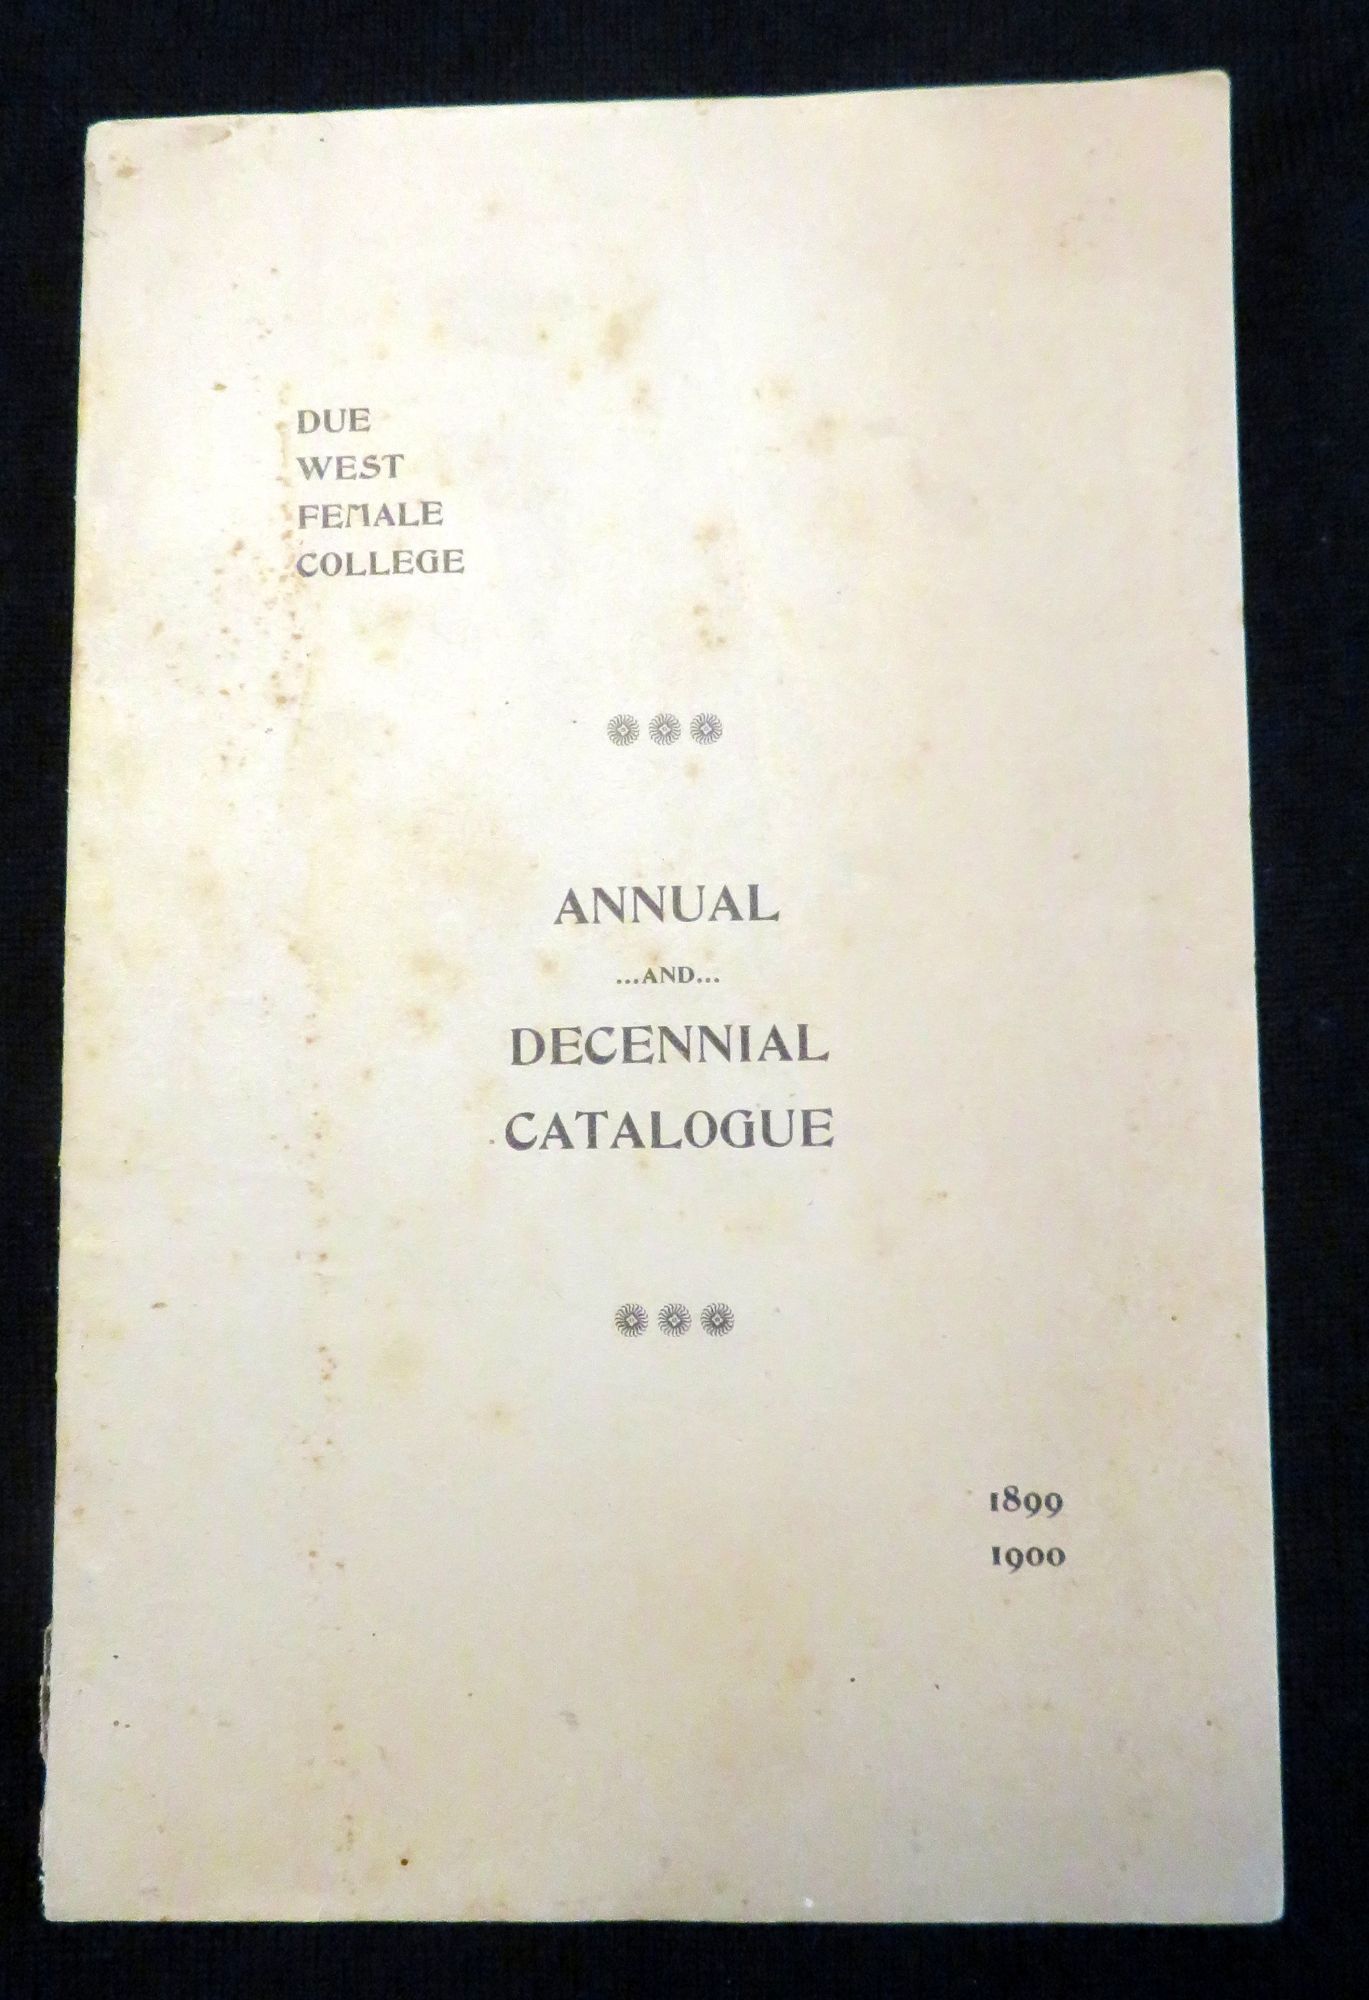 DUE
WEST
FEMALE
COLLEGE
ANNUAL
...AND...
DECENNIAL
CATALOGUE
1899
1900